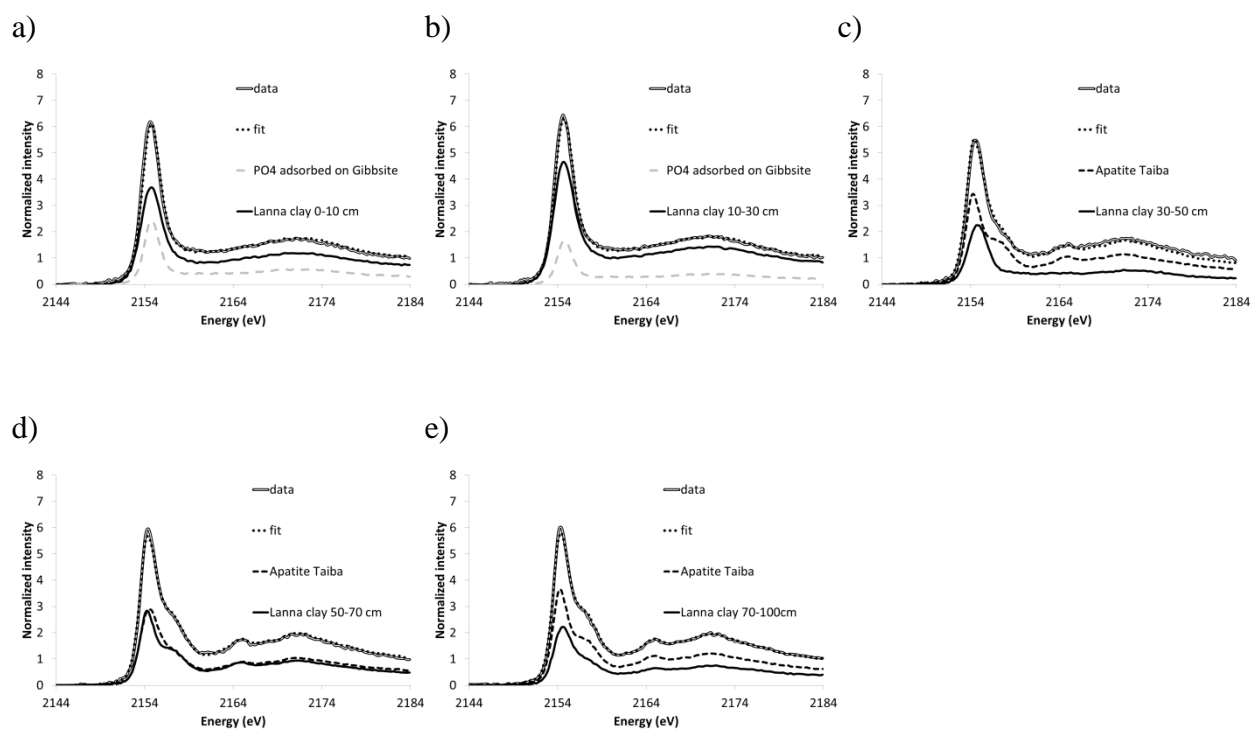 a)
b)
c)
8
7
6
5
4
3
2
1
0
Normalized intensity
data
fit
PO4 adsorbed on Gibbsite
Lanna clay 0-10 cm
2144 2154 2164 2174 2184
Energy (eV)
8
7
6
5
4
3
2
1
0
Normalized intensity
data
fit
PO4 adsorbed on Gibbsite
Lanna clay 10-30 cm
2144 2154 2164 2174 2184
Energy (eV)
8
7
6
5
4
3
2
1
0
Normalized intensity
data
fit
Apatite Taiba
Lanna clay 30-50 cm
2144 2154 2164 2174 2184
Energy (eV)
d)
e)
8
7
6
5
4
3
2
1
0
Normalized intensity
data
fit
Apatite Taiba
Lanna clay 50-70 cm
2144 2154 2164 2174 2184
Energy (eV)
8
7
6
5
4
3
2
1
0
Normalized intensity
data
fit
Apatite Taiba
Lanna clay 70-100cm
2144 2154 2164 2174 2184
Energy (eV)